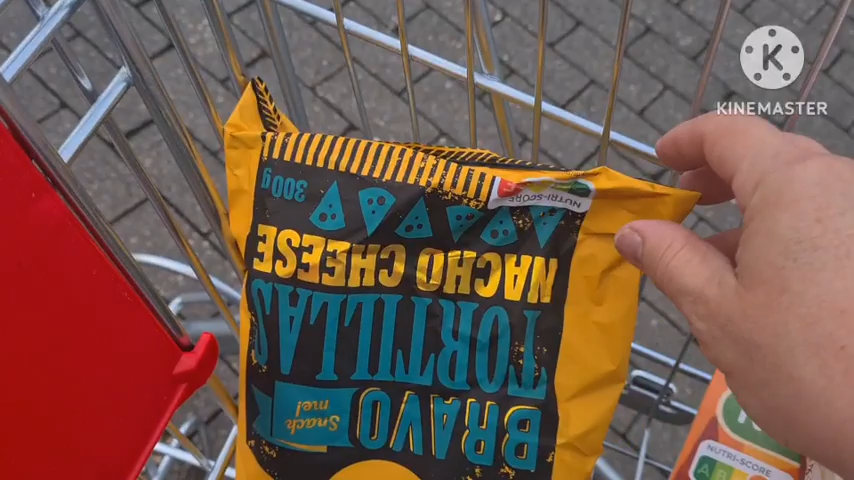 BRAVO
Snack
me!
TORTILLAS
NACHO CHEESE
300g
NUTRI-SCORE
NUTRI-SCORE
A B
K
KINEMASTER